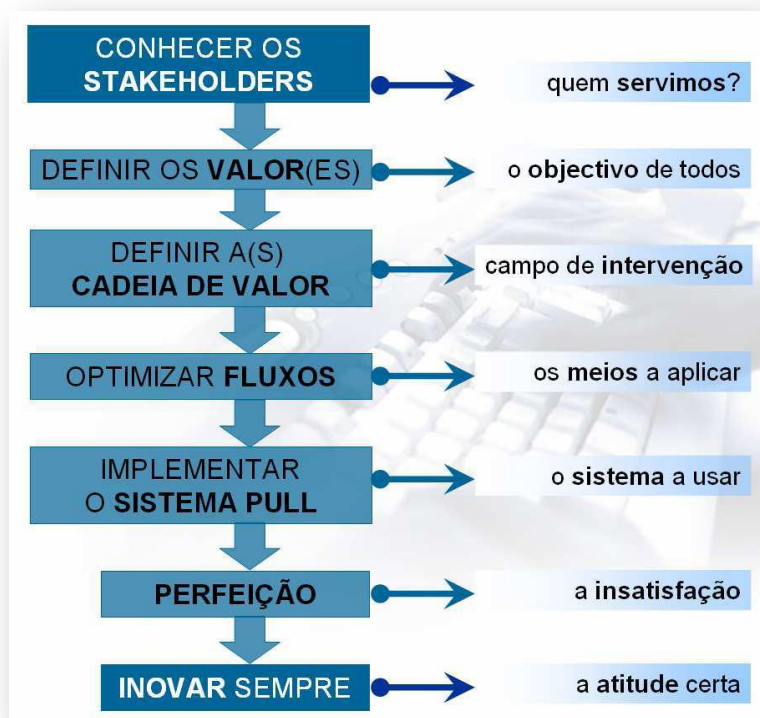 CONHECER OS
STAKEHOLDERS
quem servimos?
DEFINIR OS VALOR(ES)
o objectivo de todos
DEFINIR A(S)
CADEIA DE VALOR
campo de intervenção
OPTIMIZAR FLUXOS
os meios a aplicar
IMPLEMENTAR
O SISTEMA PULL
o sistema a usar
PERFEIÇÃO
a insatisfação
INOVAR SEMPRE
a atitude certa